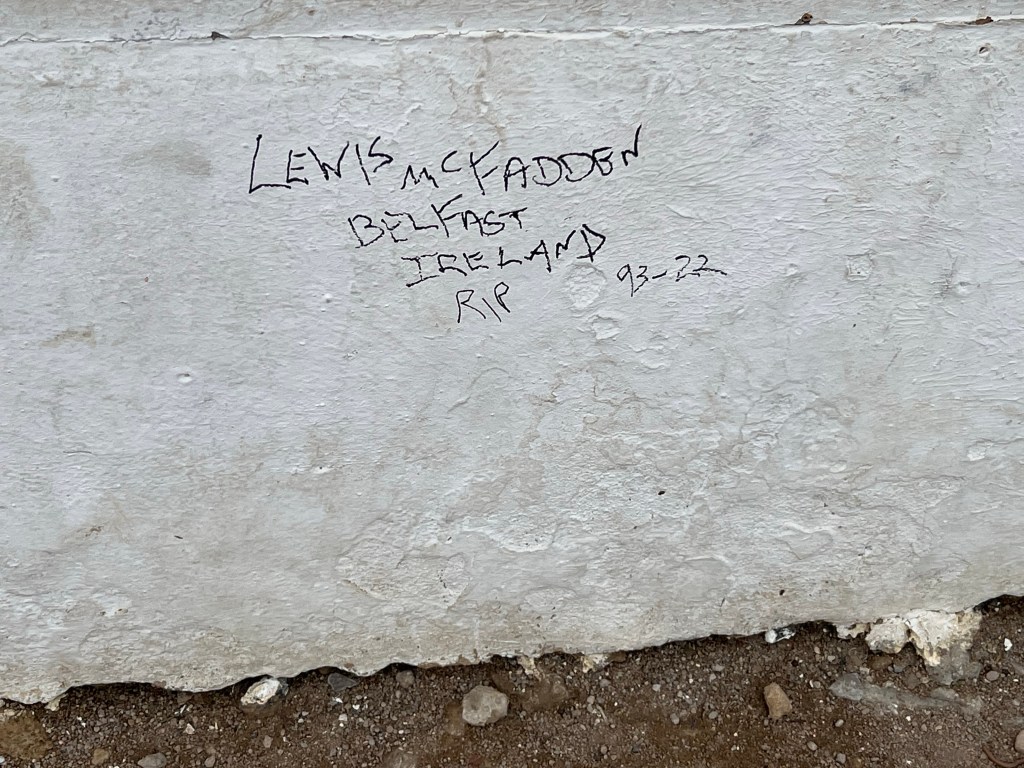 LEWIS McFADDEN
BELFAST
IRELAND
93-22
RIP